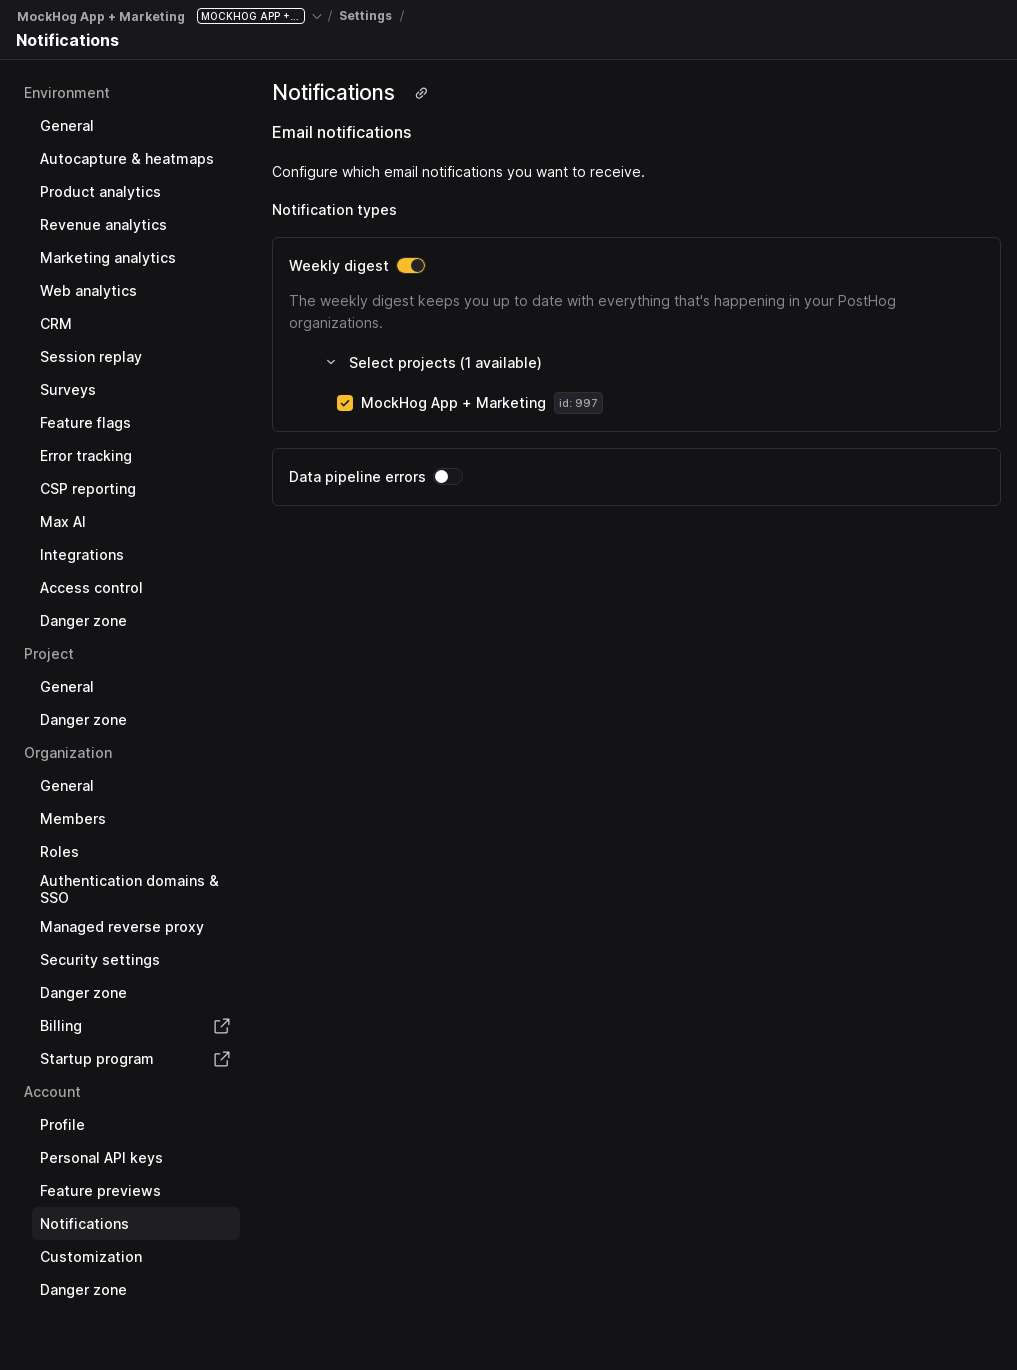 MockHog App + Marketing MOCKHOG APP +... / Settings /
Notifications
Environment
General
Autocapture & heatmaps
Product analytics
Revenue analytics
Marketing analytics
Web analytics
CRM
Session replay
Surveys
Feature flags
Error tracking
CSP reporting
Max AI
Integrations
Access control
Danger zone
Project
General
Danger zone
Organization
General
Members
Roles
Authentication domains &
SSO
Managed reverse proxy
Security settings
Danger zone
Billing
Startup program
Account
Profile
Personal API keys
Feature previews
Notifications
Customization
Danger zone
Notifications
Email notifications
Configure which email notifications you want to receive.
Notification types
Weekly digest
The weekly digest keeps you up to date with everything that's happening in your PostHog
organizations.
Select projects (1 available)
MockHog App + Marketing id: 997
Data pipeline errors